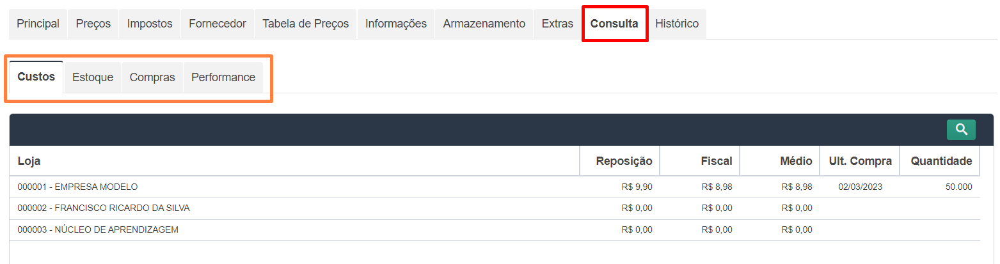 Principal Preços Impostos Fornecedor Tabela de Preços Informações Armazenamento Extras Consulta Histórico
Custos Estoque Compras Performance
Loja Reposição Fiscal Médio Ult. Compra Quantidade
000001 - EMPRESA MODELO R$ 9,90 R$ 8,98 R$ 8,98 02/03/2023 50.000
000002 - FRANCISCO RICARDO DA SILVA R$ 0,00 R$ 0,00 R$ 0,00
000003 - NÚCLEO DE APRENDIZAGEM R$ 0,00 R$ 0,00 R$ 0,00